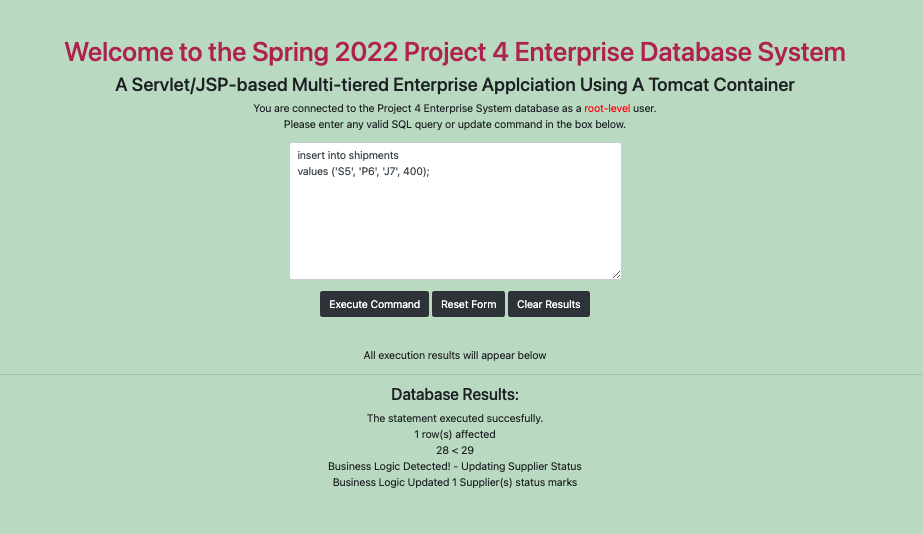 Welcome to the Spring 2022 Project 4 Enterprise Database System
A Servlet/JSP-based Multi-tiered Enterprise Applciation Using A Tomcat Container
You are connected to the Project 4 Enterprise System database as a root-level user.
Please enter any valid SQL query or update command in the box below.
insert into shipments
values ('S5', 'P6', 'J7', 400);
Execute Command Reset Form Clear Results
All execution results will appear below
Database Results:
The statement executed succesfully.
1 row(s) affected
28 < 29
Business Logic Detected! - Updating Supplier Status
Business Logic Updated 1 Supplier(s) status marks